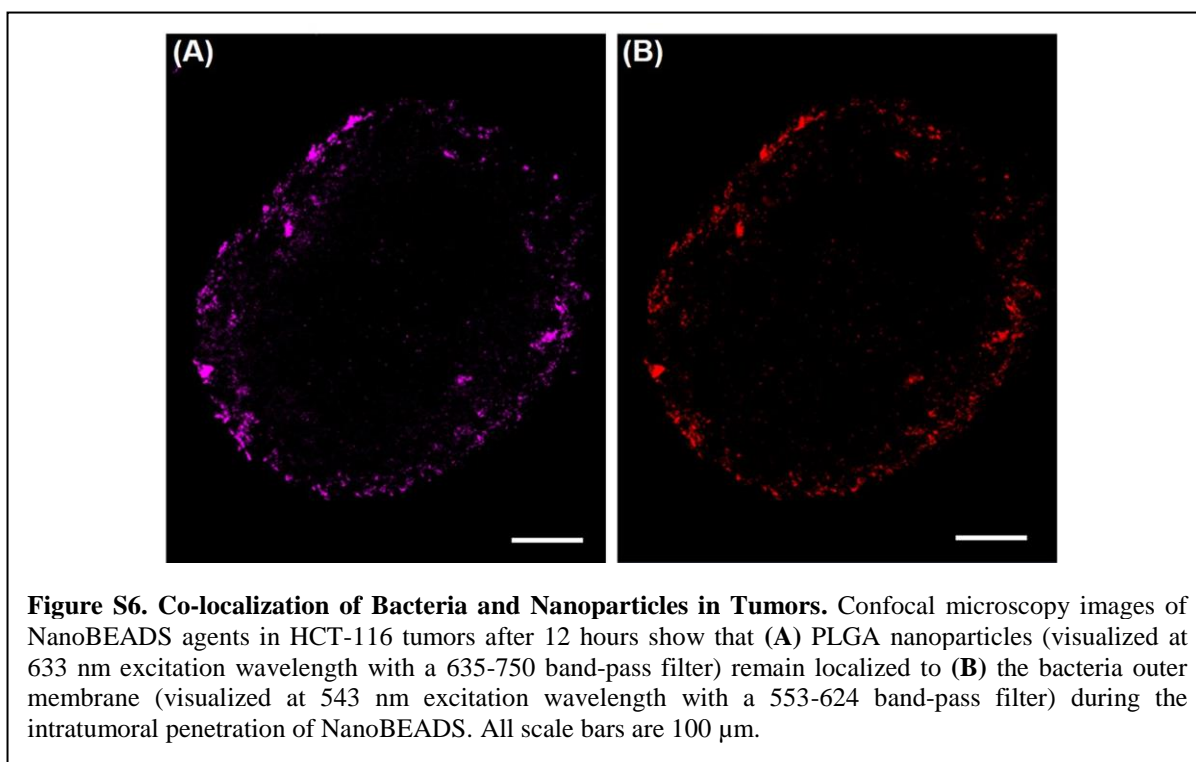 (A) (B)
Figure S6. Co-localization of Bacteria and Nanoparticles in Tumors. Confocal microscopy images of
NanoBEADS agents in HCT-116 tumors after 12 hours show that (A) PLGA nanoparticles (visualized at
633 nm excitation wavelength with a 635-750 band-pass filter) remain localized to (B) the bacteria outer
membrane (visualized at 543 nm excitation wavelength with a 553-624 band-pass filter) during the
intratumoral penetration of NanoBEADS. All scale bars are 100 µm.